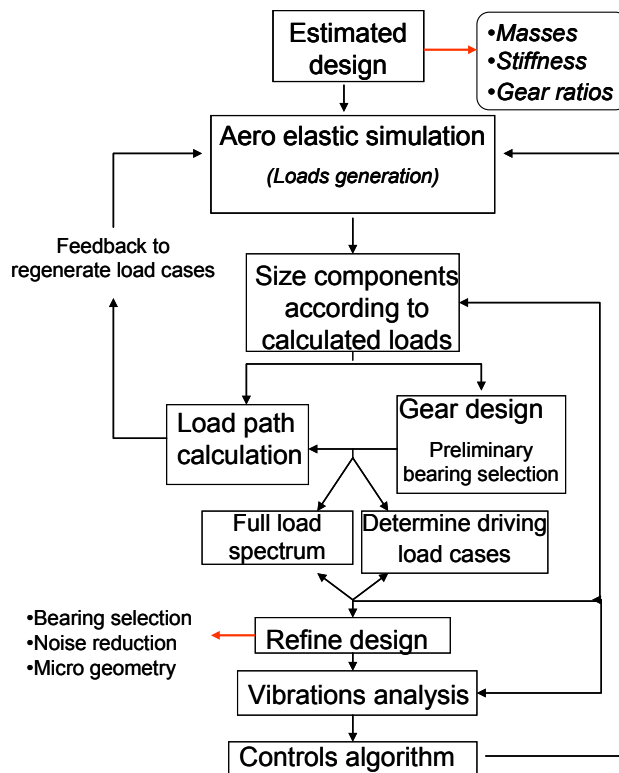 Estimated
design
•Masses
•Stiffness
•Gear ratios
Aero elastic simulation
(Loads generation)
Feedback to
regenerate load cases
Size components
according to
calculated loads
Load path
calculation
Gear design
Preliminary
bearing selection
Full load
spectrum
Determine driving
load cases
•Bearing selection
•Noise reduction
•Micro geometry
Refine design
Vibrations analysis
Controls algorithm